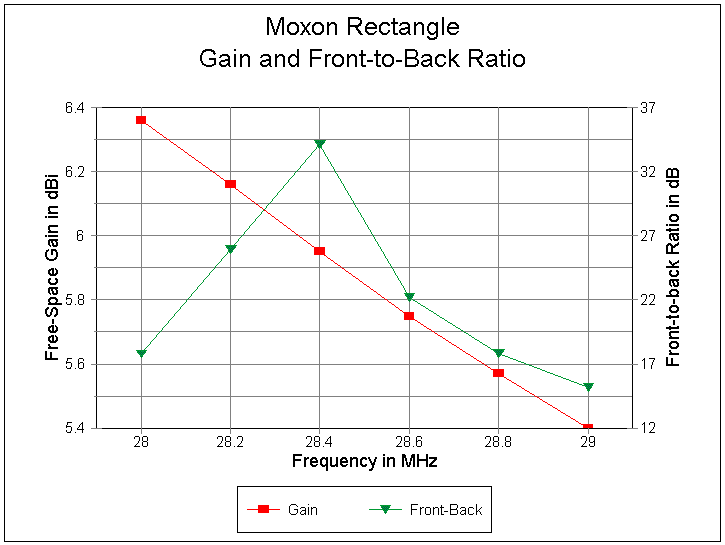 Moxon Rectangle
Gain and Front-to-Back Ratio
6.4
6.2
6
5.8
5.6
5.4
Free-Space Gain in dBi
37
32
27
22
17
12
Front-to-back Ratio in dB
28 28.2 28.4 28.6 28.8 29
Frequency in MHz
Gain Front-Back